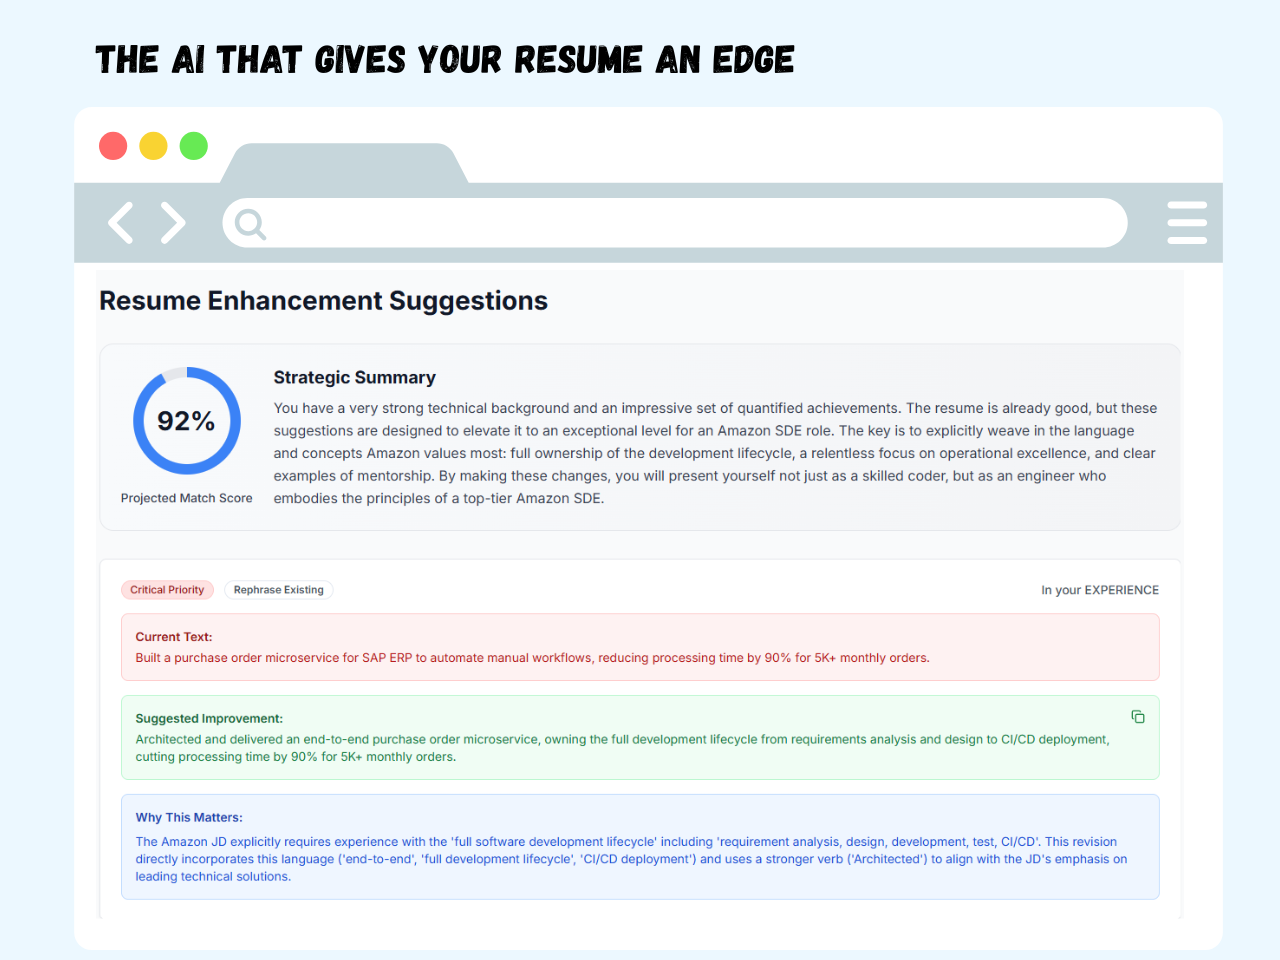 THE AI THAT GIVES YOUR RESUME AN EDGE
Resume Enhancement Suggestions
92%
Projected Match Score
Strategic Summary
You have a very strong technical background and an impressive set of quantified achievements. The resume is already good, but these
suggestions are designed to elevate it to an exceptional level for an Amazon SDE role. The key is to explicitly weave in the language
and concepts Amazon values most: full ownership of the development lifecycle, a relentless focus on operational excellence, and clear
examples of mentorship. By making these changes, you will present yourself not just as a skilled coder, but as an engineer who
embodies the principles of a top-tier Amazon SDE.
Critical Priority
Rephrase Existing
In your EXPERIENCE
Current Text:
Built a purchase order microservice for SAP ERP to automate manual workflows, reducing processing time by 90% for 5K+ monthly orders.
Suggested Improvement:
Architected and delivered an end-to-end purchase order microservice, owning the full development lifecycle from requirements analysis and design to CI/CD deployment,
cutting processing time by 90% for 5K+ monthly orders.
Why This Matters:
The Amazon JD explicitly requires experience with the 'full software development lifecycle' including 'requirement analysis, design, development, test, CI/CD'. This revision
directly incorporates this language ('end-to-end', 'full development lifecycle', 'CI/CD deployment') and uses a stronger verb ('Architected') to align with the JD's emphasis on
leading technical solutions.